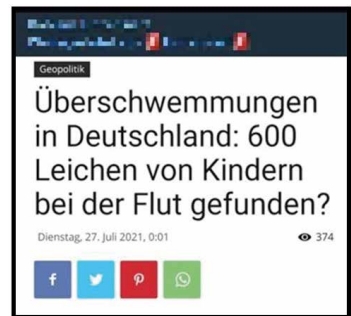 Geopolitik
Überschwemmungen
in Deutschland: 600
Leichen von Kindern
bei der Flut gefunden?
Dienstag, 27. Juli 2021, 0:01 374